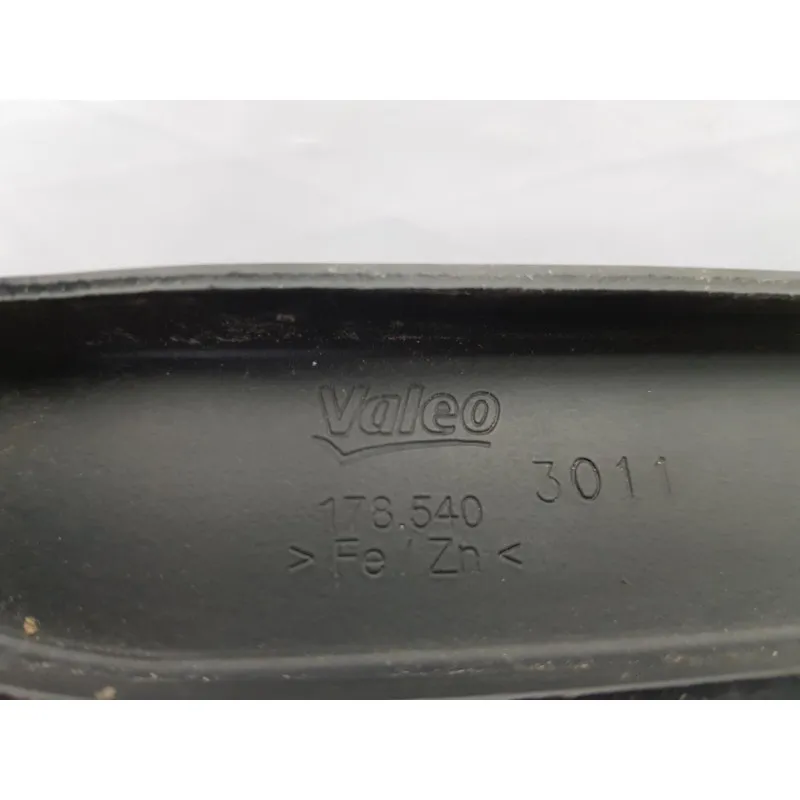 Valeo
3011
178.540
> Fe / Zn <